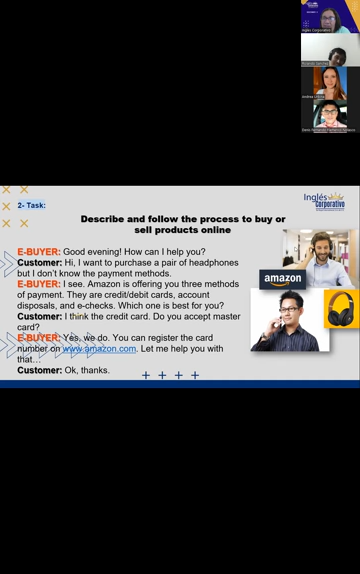 Inglés Corporativo
2- Task:
Inglés
Corporativo
Describe and follow the process to buy or
sell products online
E-BUYER: Good evening! How can I help you?
Customer: Hi, I want to purchase a pair of headphones
but I don't know the payment methods.
E-BUYER: I see. Amazon is offering you three methods
of payment. They are credit/debit cards, account
disposals, and e-checks. Which one is best for you?
Customer: I think the credit card. Do you accept master
card?
E-BUYER: Yes, we do. You can register the card
number on www.amazon.com. Let me help you with
that…
Customer: Ok, thanks.
amazon